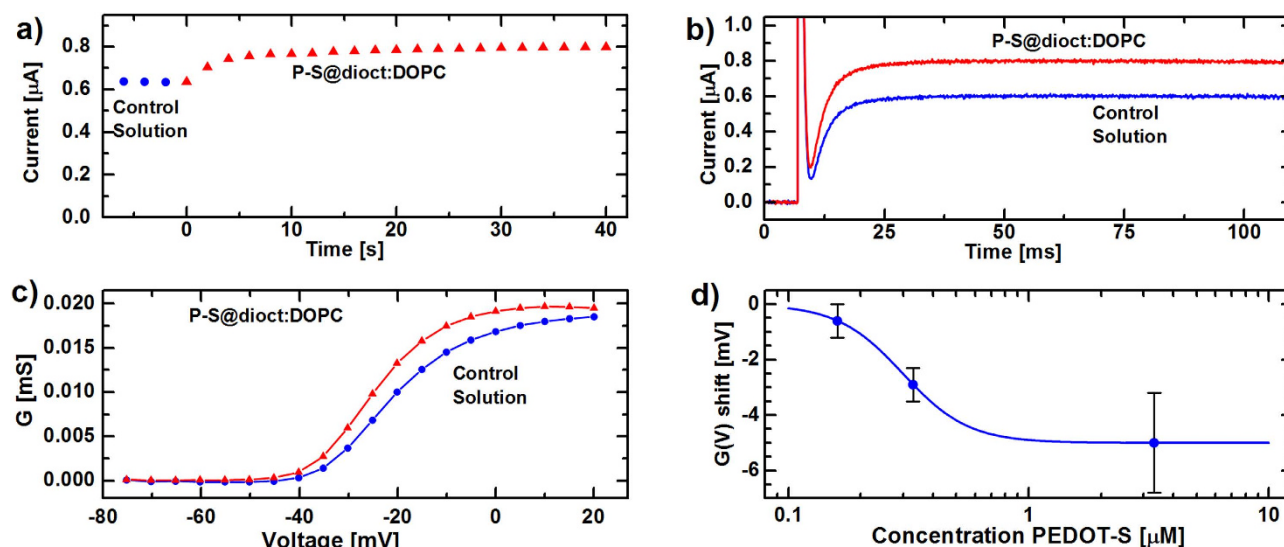 a)
Current [μA]
0.8
0.6
0.4
0.2
0.0
P-S@dioct:DOPC
Control
Solution
0 10 20 30 40
Time [s]
b)
Current [μA]
1.0
0.8
0.6
0.4
0.2
0.0
P-S@dioct:DOPC
Control
Solution
0 25 50 75 100
Time [ms]
c)
G [mS]
0.020
0.015
0.010
0.005
0.000
P-S@dioct:DOPC
Control
Solution
-80 -60 -40 -20 0 20
Voltage [mV]
d)
G(V) shift [mV]
0
-2
-4
-6
0.1 1 10
Concentration PEDOT-S [μM]